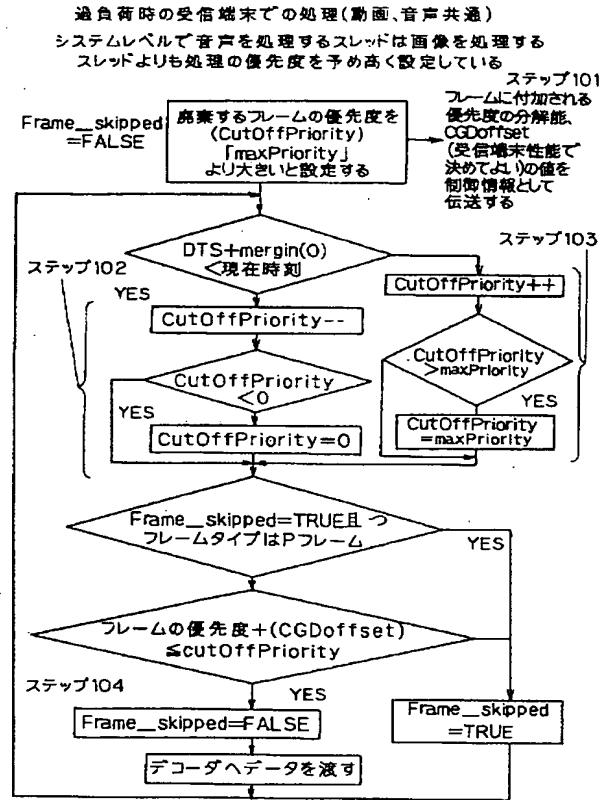 過負荷時の受信端末での処理(動画、音声共通)
システムレベルで音声を処理するスレッドは画像を処理する
スレッドよりも処理の優先度を予め高く設定している
ステップ101
Frame__skipped
=FALSE
廃棄するフレームの優先度を
(CutOffPriority)
「maxPriority」
より大きいと設定する
フレームに付加される
優先度の分解能、
CGDoffset
(受信端末性能で
決めてよい)の値を
制御情報として
伝送する
DTS+mergin(0)
<現在時刻
ステップ103
ステップ102
YES
CutOffPriority--
CutOffPriority++
CutOffPriority
<0
YES
CutOffPriority=0
CutOffPriority
>maxPriority
YES
CutOffPriority
=maxPriority
Frame__skipped=TRUE且つ
フレームタイプはPフレーム
YES
フレームの優先度+(CGDoffset)
≦cutOffPriority
ステップ104
YES
Frame__skipped=FALSE
Frame__skipped
=TRUE
デコーダへデータを渡す